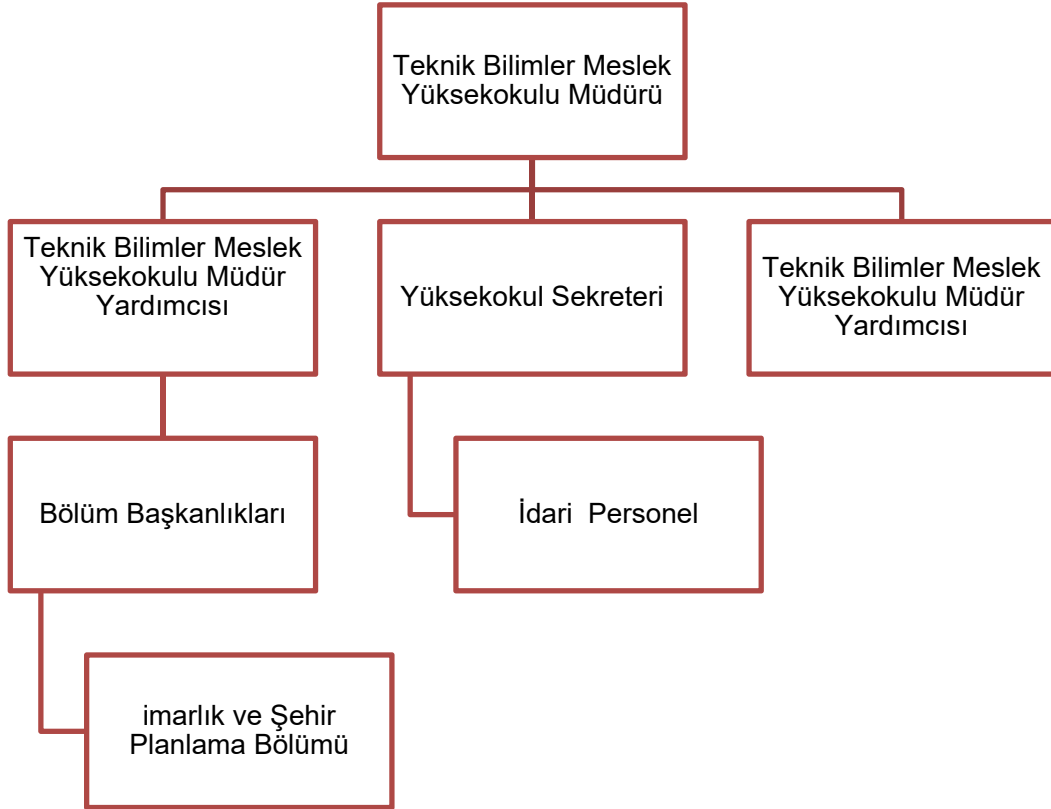 Teknik Bilimler Meslek
Yüksekokulu Müdürü
Teknik Bilimler Meslek
Yüksekokulu Müdür
Yardımcısı
Yüksekokul Sekreteri
Teknik Bilimler Meslek
Yüksekokulu Müdür
Yardımcısı
Bölüm Başkanlıkları
İdari Personel
imarlık ve Şehir
Planlama Bölümü